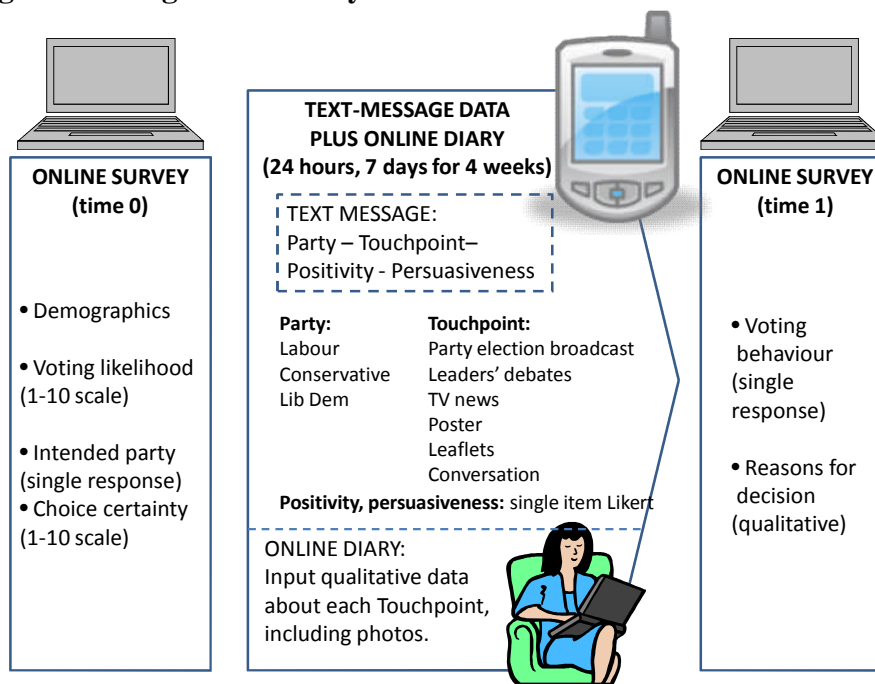 ONLINE SURVEY
(time 0)
• Demographics
• Voting likelihood
(1-10 scale)
• Intended party
(single response)
• Choice certainty
(1-10 scale)
TEXT-MESSAGE DATA
PLUS ONLINE DIARY
(24 hours, 7 days for 4 weeks)
TEXT MESSAGE:
Party – Touchpoint–
Positivity - Persuasiveness
Party: Touchpoint:
Labour Party election broadcast
Conservative Leaders’ debates
Lib Dem TV news
Poster
Leaflets
Conversation
Positivity, persuasiveness: single item Likert
ONLINE DIARY:
Input qualitative data
about each Touchpoint,
including photos.
ONLINE SURVEY
(time 1)
• Voting
behaviour
(single
response)
• Reasons for
decision
(qualitative)